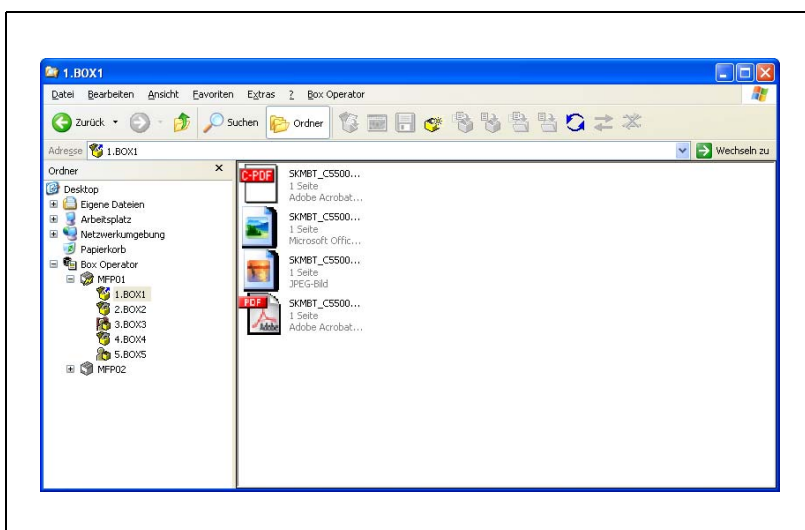 1.BOX1
Datei Bearbeiten Ansicht Favoriten Extras ? Box Operator
Zurück Suchen Ordner
Adresse 1.BOX1 Wechseln zu
Ordner x
Desktop
Eigene Dateien
Arbeitsplatz
Netzwerkumgebung
Papierkorb
Box Operator
MFP01
1.BOX1
2.BOX2
3.BOX3
4.BOX4
5.BOX5
MFP02
C-PDF
SKMBT_C5500...
1 Seite
Adobe Acrobat...
SKMBT_C5500...
1 Seite
Microsoft Offic...
SKMBT_C5500...
1 Seite
JPEG-Bild
PDF
Adobe
SKMBT_C5500...
1 Seite
Adobe Acrobat...